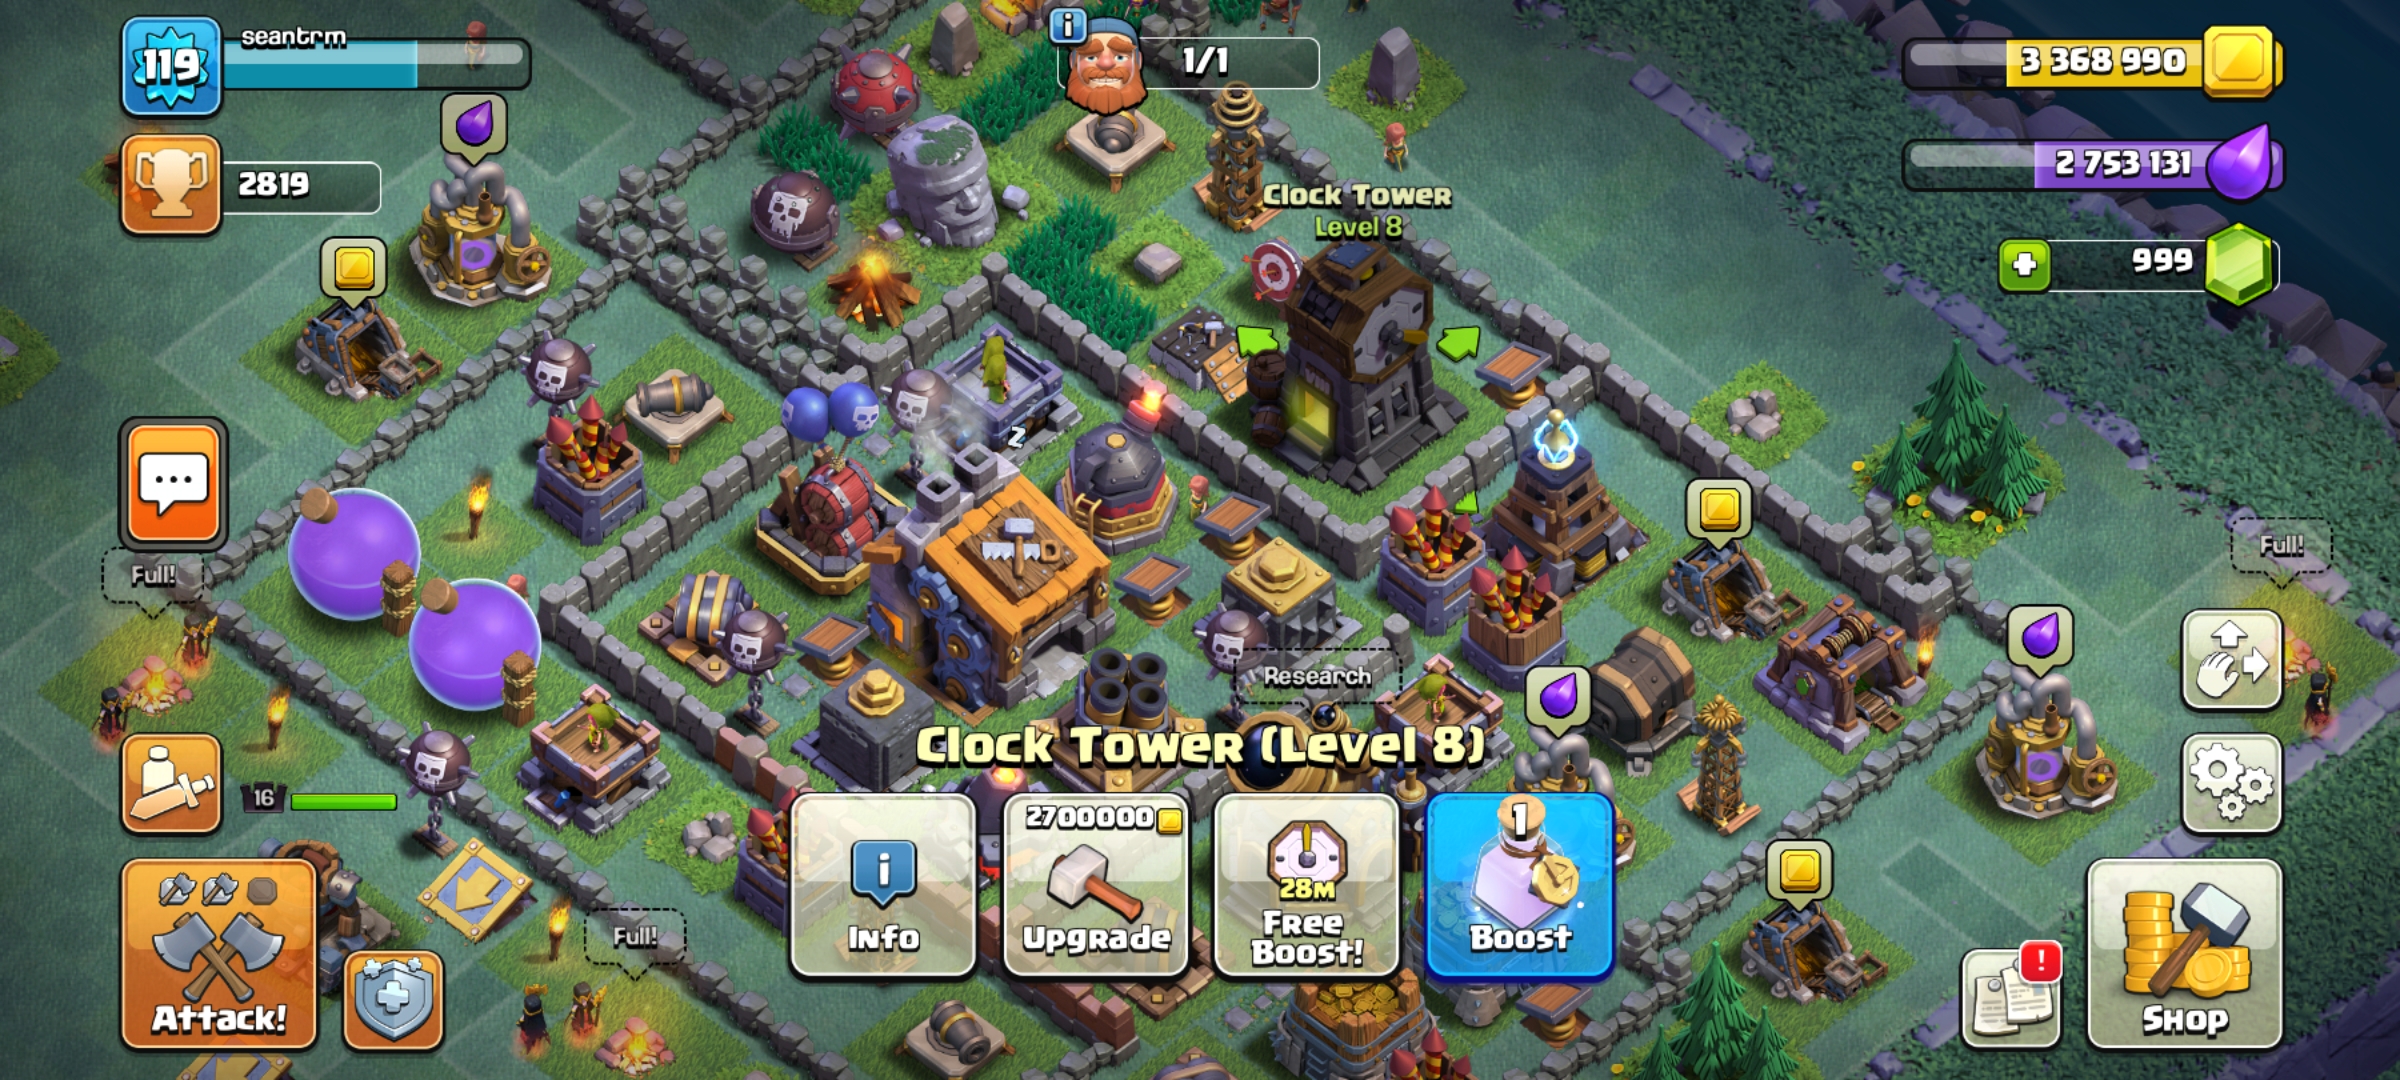 119
seantrm
1/1
3 368 990
2819
2 753 131
Clock Tower
Level 8
999
+
z
Full!
Full!
Research
Clock Tower (Level 8)
16
2700000
1
28M
Info
Upgrade
Free
Boost!
Boost
Full!
!
Attack!
Shop